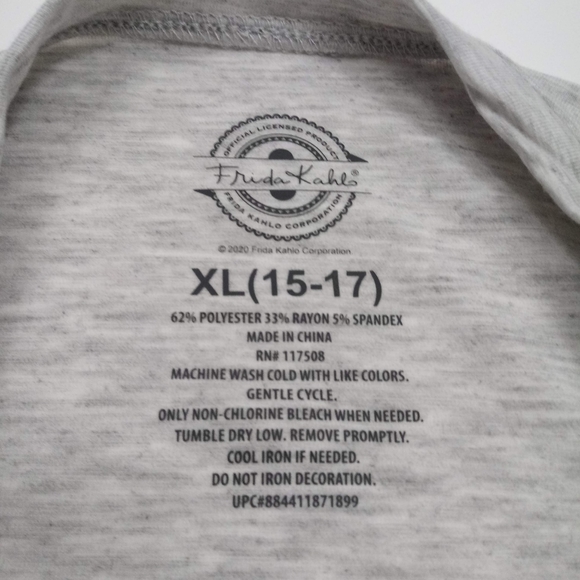 OFFICIAL LICENSED PRODUCT
Frida Kahlo®
FRIDA KAHLO CORPORATION
© 2020 Frida Kahlo Corporation.
XL(15-17)
62% POLYESTER 33% RAYON 5% SPANDEX
MADE IN CHINA
RN# 117508
MACHINE WASH COLD WITH LIKE COLORS.
GENTLE CYCLE.
ONLY NON-CHLORINE BLEACH WHEN NEEDED.
TUMBLE DRY LOW. REMOVE PROMPTLY.
COOL IRON IF NEEDED.
DO NOT IRON DECORATION.
UPC#884411871899